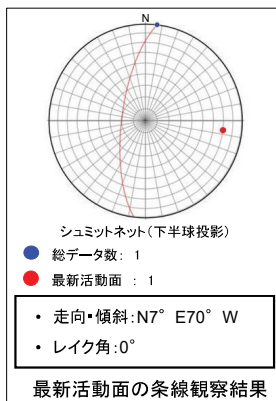 N
シュミットネット(下半球投影)
総データ数: 1
最新活動面 : 1
• 走向・傾斜:N7° E70° W
• レイク角:0°
最新活動面の条線観察結果